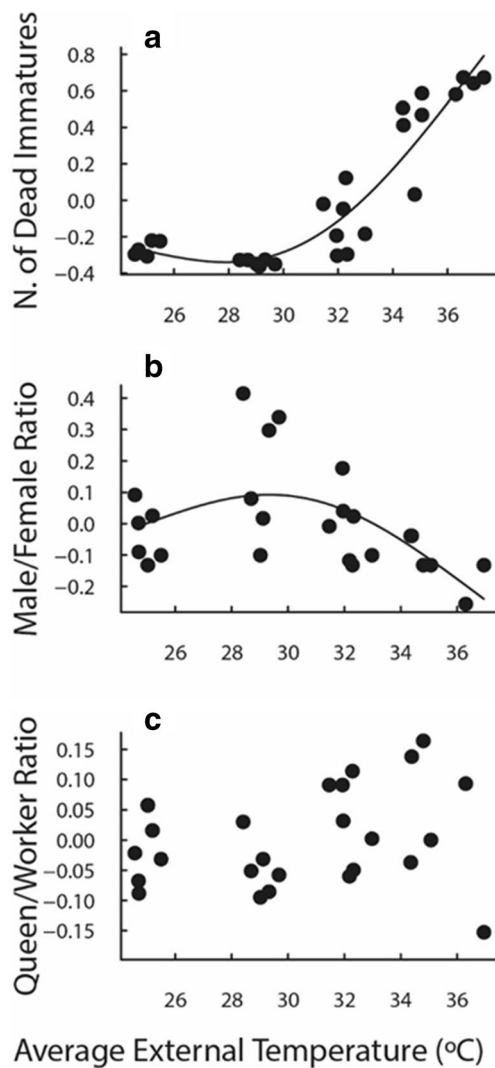 a
N. of Dead Immatures
0.8
0.6
0.4
0.2
0.0
−0.2
−0.4
26 28 30 32 34 36
b
Male/Female Ratio
0.4
0.3
0.2
0.1
0.0
−0.1
−0.2
26 28 30 32 34 36
c
Queen/Worker Ratio
0.15
0.10
0.05
0.00
−0.05
−0.10
−0.15
26 28 30 32 34 36
Average External Temperature (ºC)